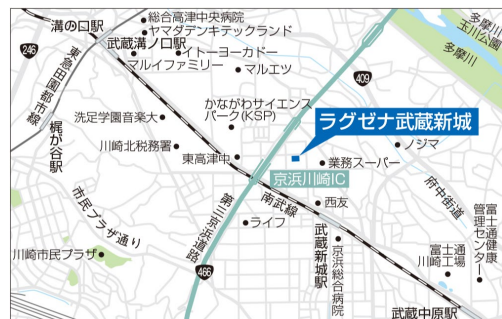 溝の口駅
総合高津中央病院
ヤマダデンキテックランド
武蔵溝ノ口駅
イトーヨーカドー
マルイファミリー
マルエツ
246
東急田園都市線
409
多摩川
玉川公園
多摩川
かながわサイエンス
パーク(KSP)
洗足学園音楽大
ラグゼナ武蔵新城
梶が谷駅
川崎北税務署
東高津中
ノジマ
業務スーパー
京浜川崎IC
府中街道
市民プラザ通り
第三京浜道路
南武線
西友
ライフ
武蔵新城駅
京浜総合病院
富士通健康
管理センター
川崎市民プラザ
富士通
川崎工場
466
武蔵中原駅